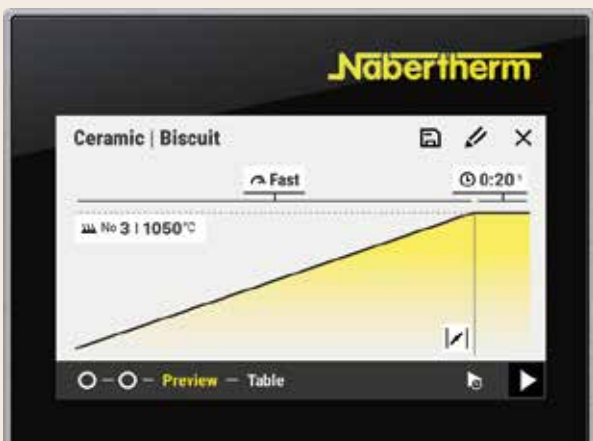 Nabertherm
Ceramic | Biscuit
Fast
0:20 h
No 3 | 1050°C
Preview — Table